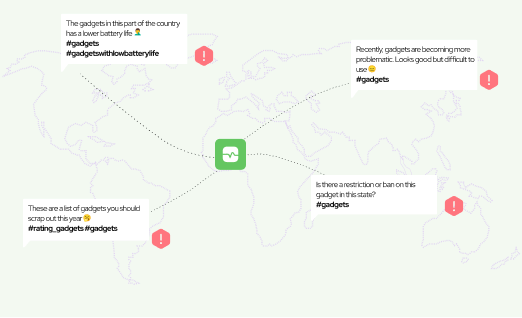 The gadgets in this part of the country
has a lower battery life 🤦‍♂️
#gadgets
#gadgetswithlowbatterylife
Recently, gadgets are becoming more
problematic. Looks good but difficult to
use 😑
#gadgets
Is there a restriction or ban on this
gadget in this state?
#gadgets
These are a list of gadgets you should
scrap out this year 🥱
#rating_gadgets #gadgets